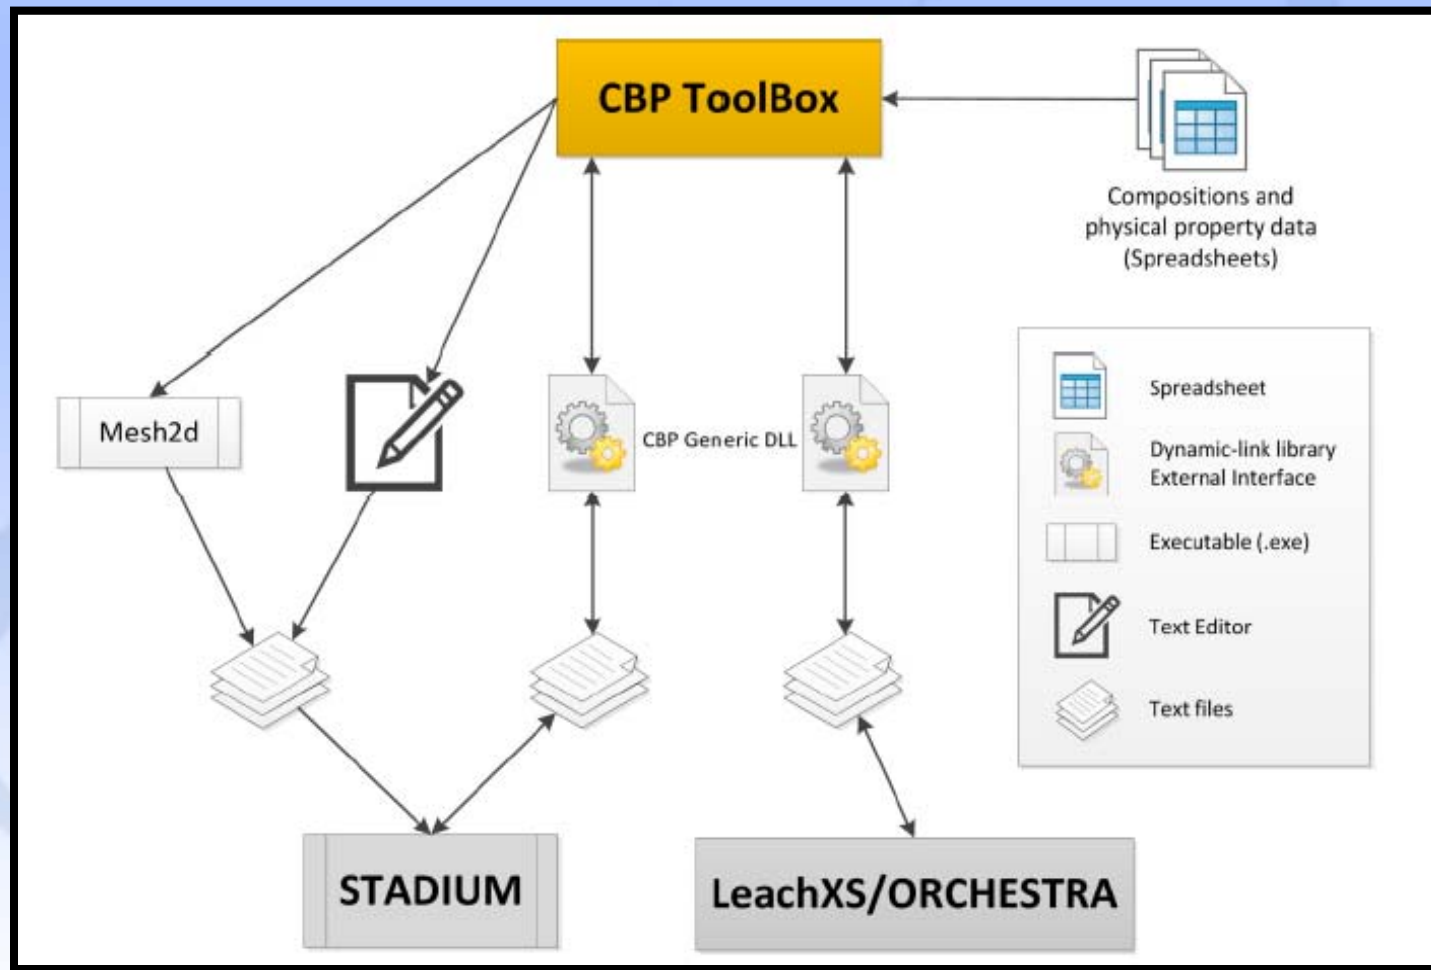 CBP ToolBox
Compositions and
physical property data
(Spreadsheets)
Mesh2d
CBP Generic DLL
Spreadsheet
Dynamic-link library
External Interface
Executable (.exe)
Text Editor
Text files
STADIUM
LeachXS/ORCHESTRA